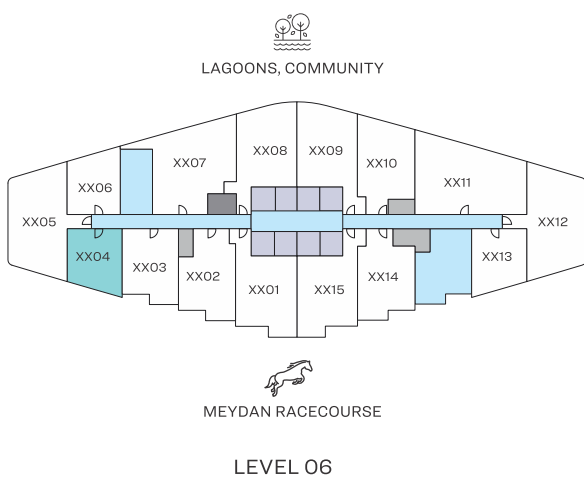 LAGOONS, COMMUNITY
XX08 XX09
XX07 XX10
XX06 XX11
XX05 XX12
XX04 XX13
XX03
XX02 XX14
XX01 XX15
MEYDAN RACECOURSE
LEVEL 06